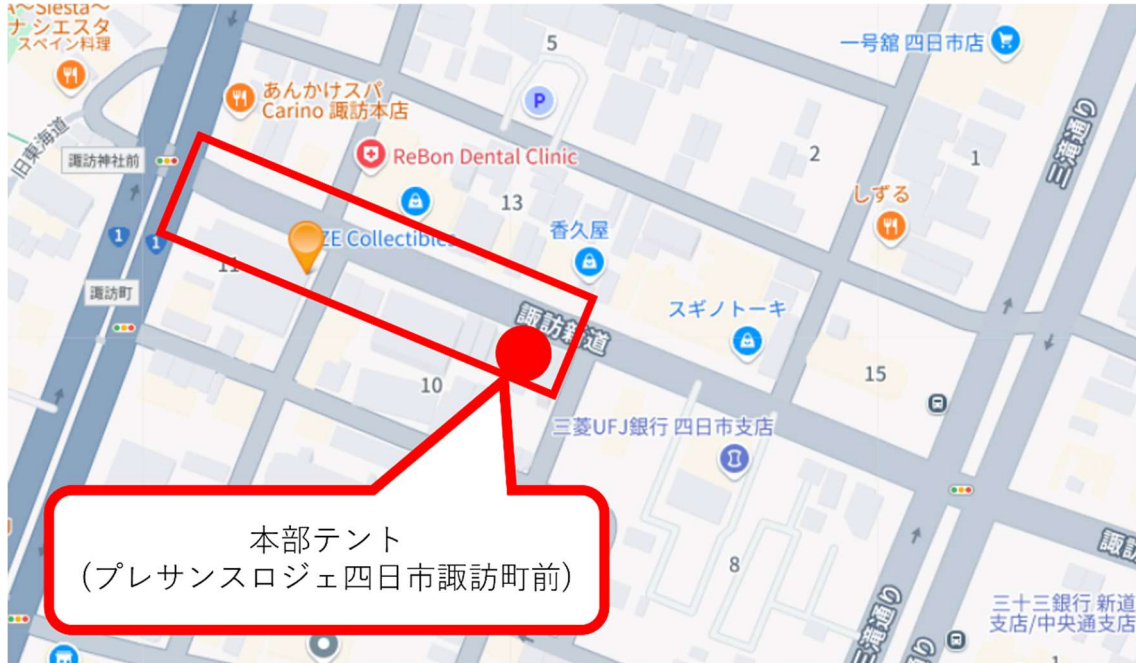 A〜Siesta〜
ナ シエスタ
スペイン料理
あんかけスパ
Carino 諏訪本店
5
P
一号舘 四日市店
三滝通り
旧東海道
諏訪神社前
ReBon Dental Clinic
2
1
しずる
13
香久屋
1
1
ZE Collectibles
11
諏訪町
諏訪新道
スギノトーキ
10
15
三菱UFJ銀行 四日市支店
本部テント
(プレサンスロジェ四日市諏訪町前)
8
諏訪
三滝通り
三滝
三十三銀行 新道
支店/中央通支店
1